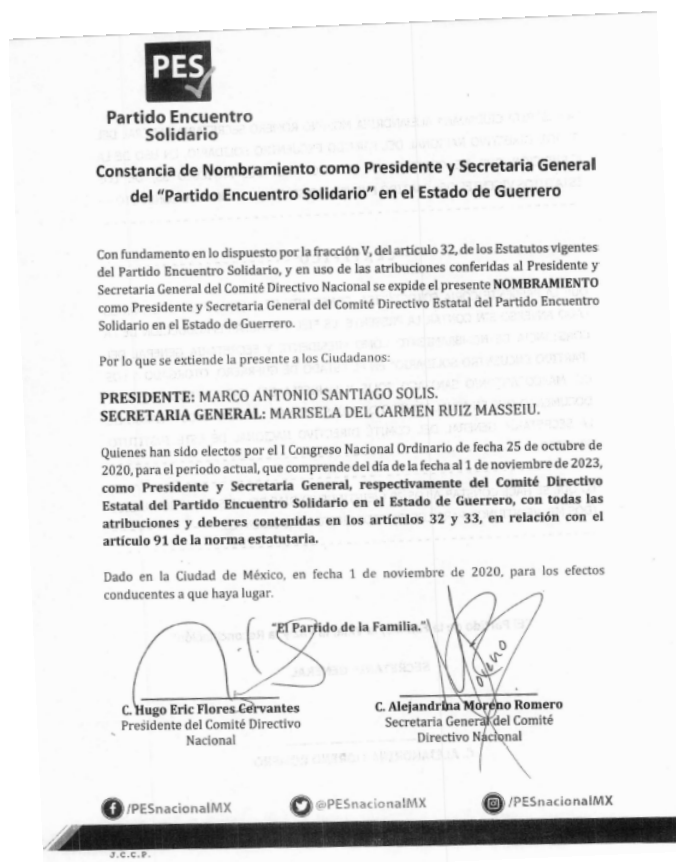 PES
Partido Encuentro
Solidario
Constancia de Nombramiento como Presidente y Secretaria General
del "Partido Encuentro Solidario" en el Estado de Guerrero
Con fundamento en lo dispuesto por la fracción V, del artículo 32, de los Estatutos vigentes
del Partido Encuentro Solidario, y en uso de las atribuciones conferidas al Presidente y
Secretaria General del Comité Directivo Nacional se expide el presente NOMBRAMIENTO
como Presidente y Secretaria General del Comité Directivo Estatal del Partido Encuentro
Solidario en el Estado de Guerrero.
Por lo que se extiende la presente a los Ciudadanos:
PRESIDENTE: MARCO ANTONIO SANTIAGO SOLIS.
SECRETARIA GENERAL: MARISELA DEL CARMEN RUIZ MASSEIU.
Quienes han sido electos por el I Congreso Nacional Ordinario de fecha 25 de octubre de
2020, para el periodo actual, que comprende del día de la fecha al 1 de noviembre de 2023,
como Presidente y Secretaria General, respectivamente del Comité Directivo
Estatal del Partido Encuentro Solidario en el Estado de Guerrero, con todas las
atribuciones y deberes contenidas en los artículos 32 y 33, en relación con el
artículo 91 de la norma estatutaria.
Dado en la Ciudad de México, en fecha 1 de noviembre de 2020, para los efectos
conducentes a que haya lugar.
"El Partido de la Familia."
C. Hugo Eric Flores Cervantes
Presidente del Comité Directivo
Nacional
C. Alejandrina Moreno Romero
Secretaria General del Comité
Directivo Nacional
/PESnacionalMX
@PESnacionalMX
/PESnacionalMX
J.C.C.P.